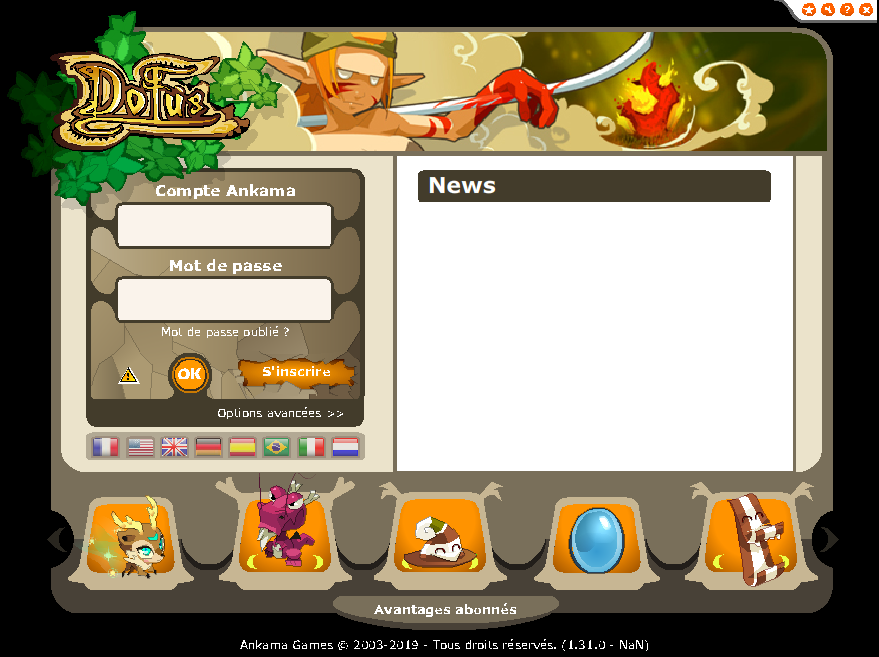 DOFUS
News
Compte Ankama
Mot de passe
Mot de passe oublié ?
OK
S'inscrire
Options avancées >>
Avantages abonnés
Ankama Games © 2003-2019 - Tous droits réservés. (1.31.0 - NaN)